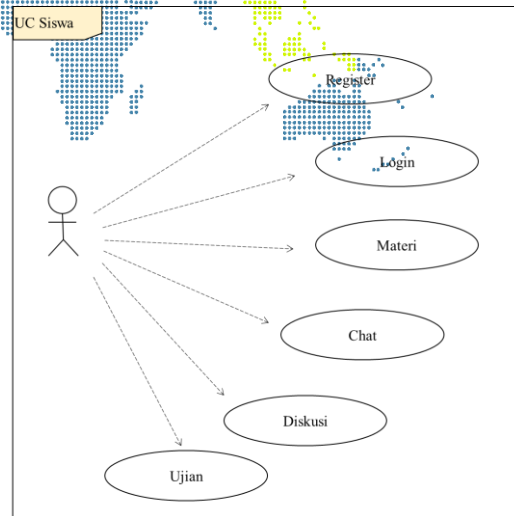 UC Siswa
Register
Login
Materi
Chat
Diskusi
Ujian